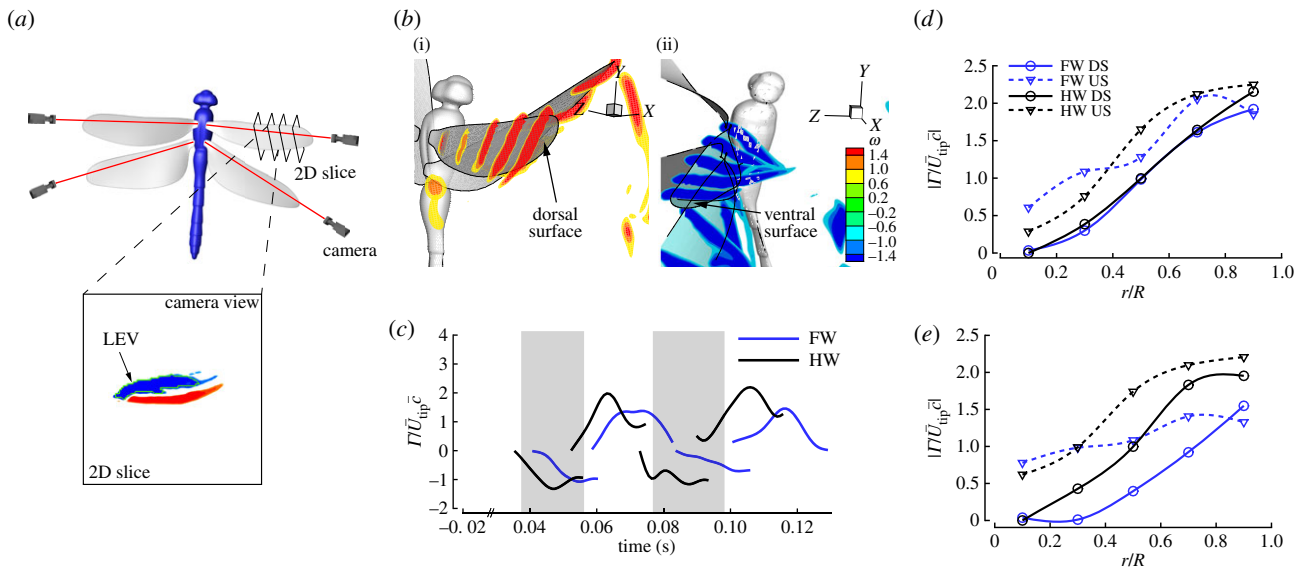 (a)
2D slice
camera
camera view
LEV
2D slice
(b)
(i)
Y
X
Z
dorsal
surface
(ii)
Y
Z
X
ω
1.4
1.0
0.6
0.2
−0.2
−0.6
−1.0
−1.4
ventral
surface
(c)
FW
HW
4
3
2
1
0
−1
−2
Γ/Ūtip c̄
−0.02
0.04
0.06
0.08
0.10
0.12
time (s)
(d)
FW DS
FW US
HW DS
HW US
2.5
2.0
1.5
1.0
0.5
0
|Γ/Ūtip c̄|
0
0.2
0.4
0.6
0.8
1.0
r/R
(e)
2.5
2.0
1.5
1.0
0.5
0
|Γ/Ūtip c̄|
0
0.2
0.4
0.6
0.8
1.0
r/R